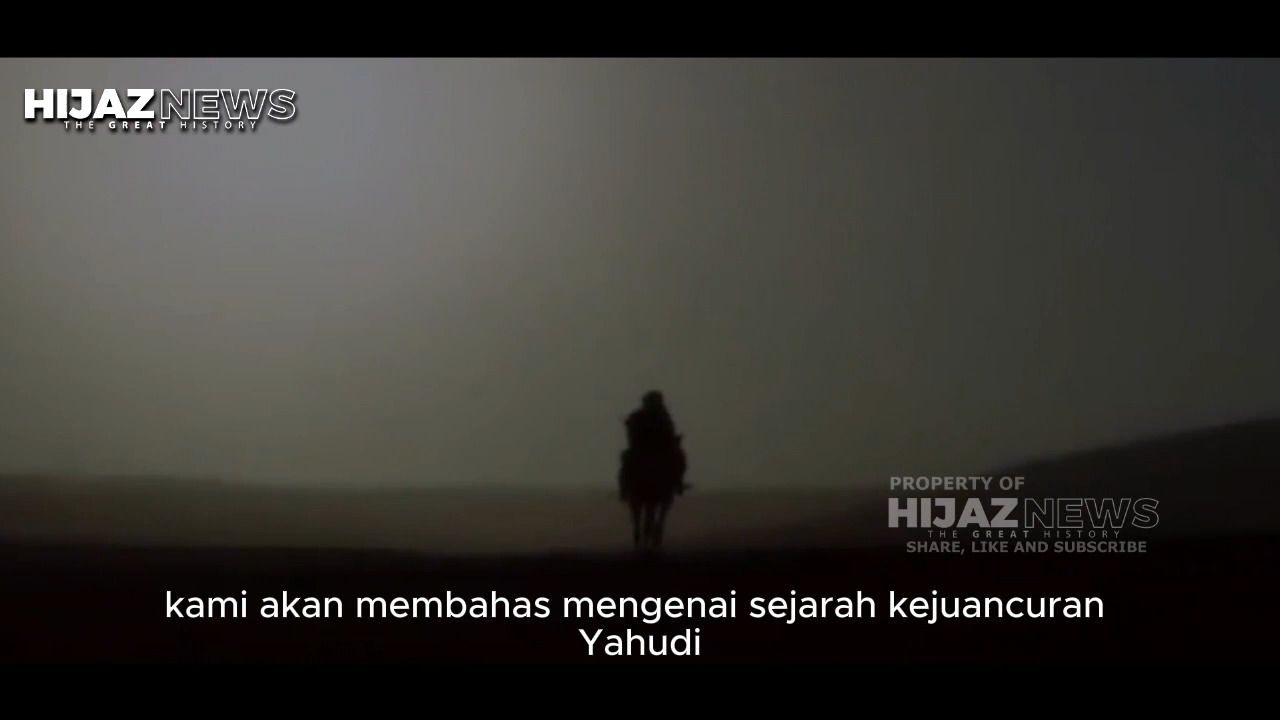 HIJAZNEWS
THE GREAT HISTORY
PROPERTY OF
HIJAZNEWS
THE GREAT HISTORY
SHARE, LIKE AND SUBSCRIBE
kami akan membahas mengenai sejarah kejuancuran
Yahudi